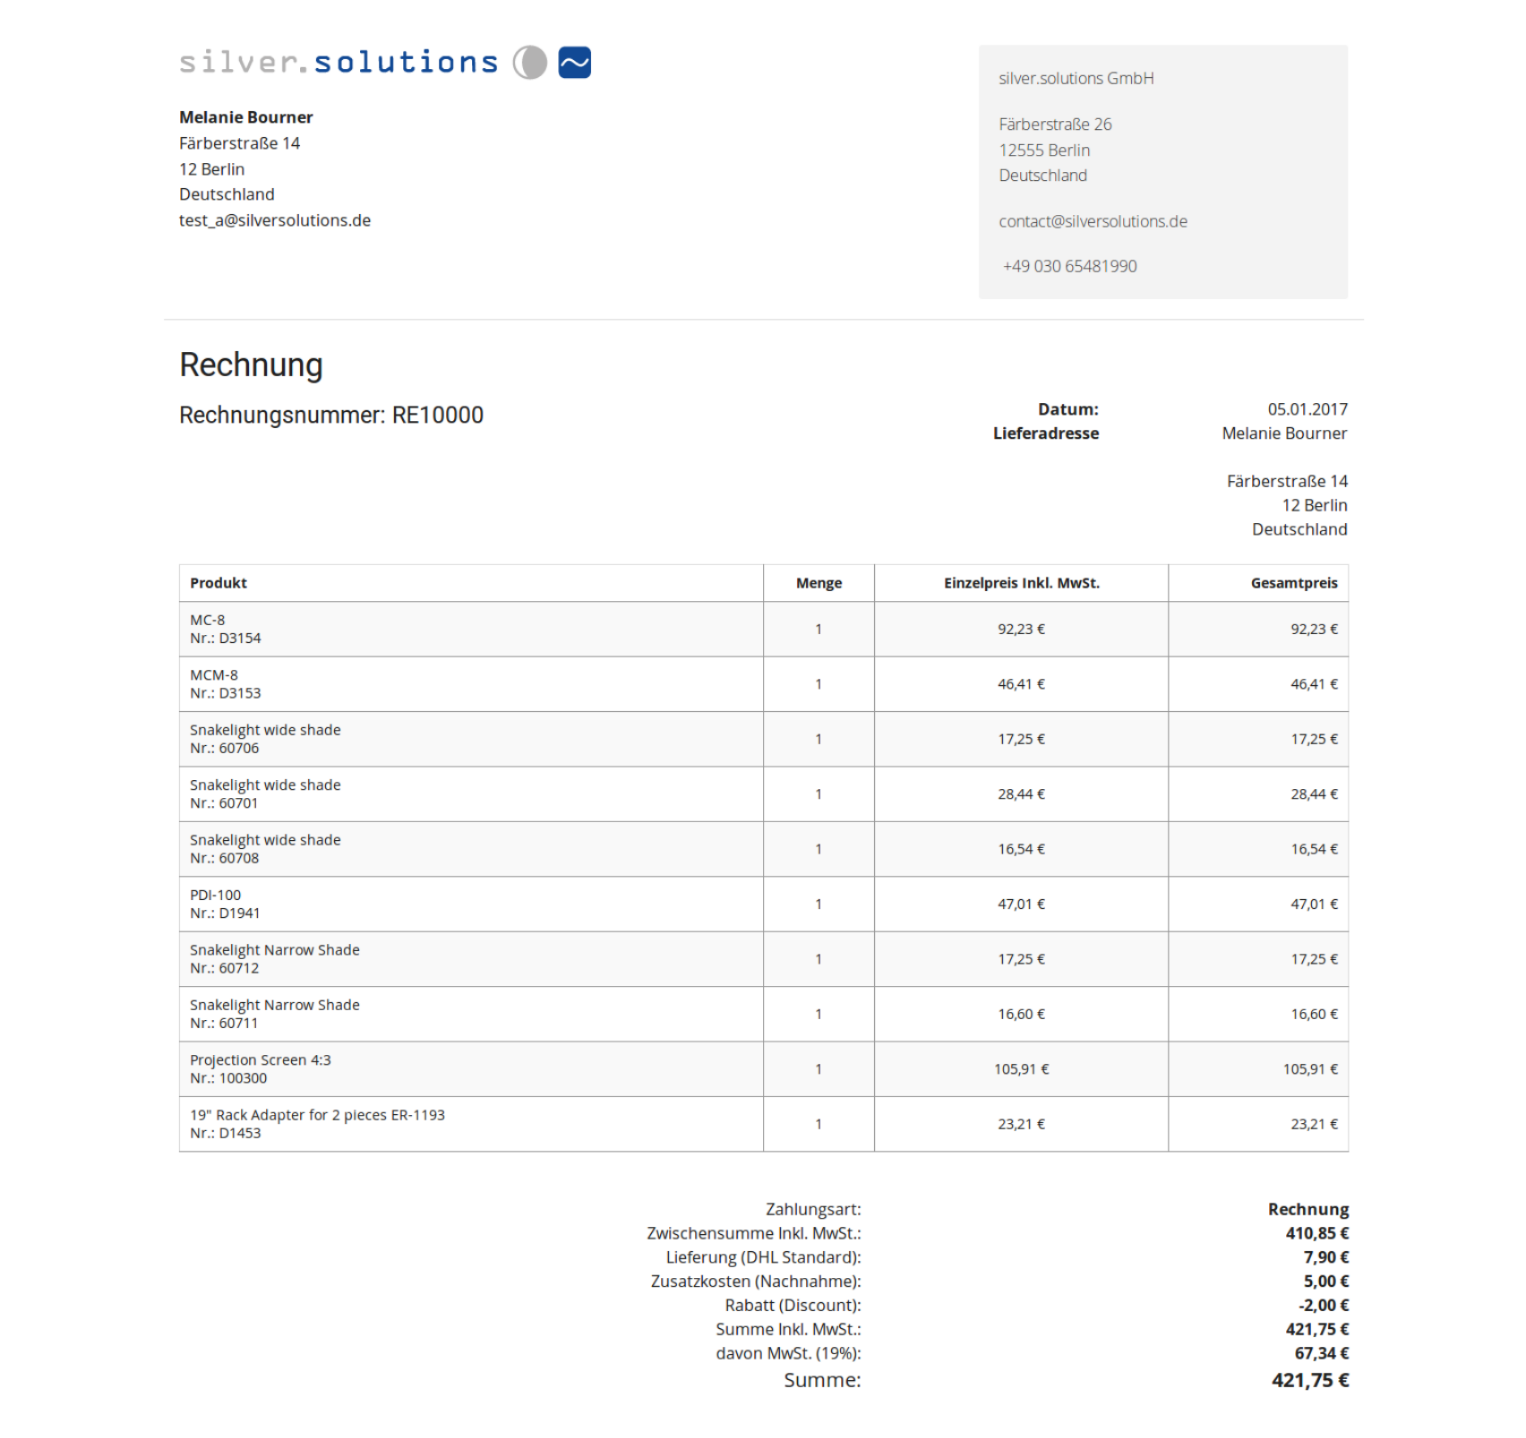 silver.solutions
Melanie Bourner
Färberstraße 14
12 Berlin
Deutschland
test_a@silversolutions.de
silver.solutions GmbH
Färberstraße 26
12555 Berlin
Deutschland
contact@silversolutions.de
+49 030 65481990
Rechnung
Rechnungsnummer: RE10000
Datum: 05.01.2017
Lieferadresse Melanie Bourner
Färberstraße 14
12 Berlin
Deutschland
Produkt Menge Einzelpreis Inkl. MwSt. Gesamtpreis
MC-8
Nr.: D3154
1 92,23 € 92,23 €
MCM-8
Nr.: D3153
1 46,41 € 46,41 €
Snakelight wide shade
Nr.: 60706
1 17,25 € 17,25 €
Snakelight wide shade
Nr.: 60701
1 28,44 € 28,44 €
Snakelight wide shade
Nr.: 60708
1 16,54 € 16,54 €
PDI-100
Nr.: D1941
1 47,01 € 47,01 €
Snakelight Narrow Shade
Nr.: 60712
1 17,25 € 17,25 €
Snakelight Narrow Shade
Nr.: 60711
1 16,60 € 16,60 €
Projection Screen 4:3
Nr.: 100300
1 105,91 € 105,91 €
19" Rack Adapter for 2 pieces ER-1193
Nr.: D1453
1 23,21 € 23,21 €
Zahlungsart: Rechnung
Zwischensumme Inkl. MwSt.: 410,85 €
Lieferung (DHL Standard): 7,90 €
Zusatzkosten (Nachnahme): 5,00 €
Rabatt (Discount): -2,00 €
Summe Inkl. MwSt.: 421,75 €
davon MwSt. (19%): 67,34 €
Summe: 421,75 €